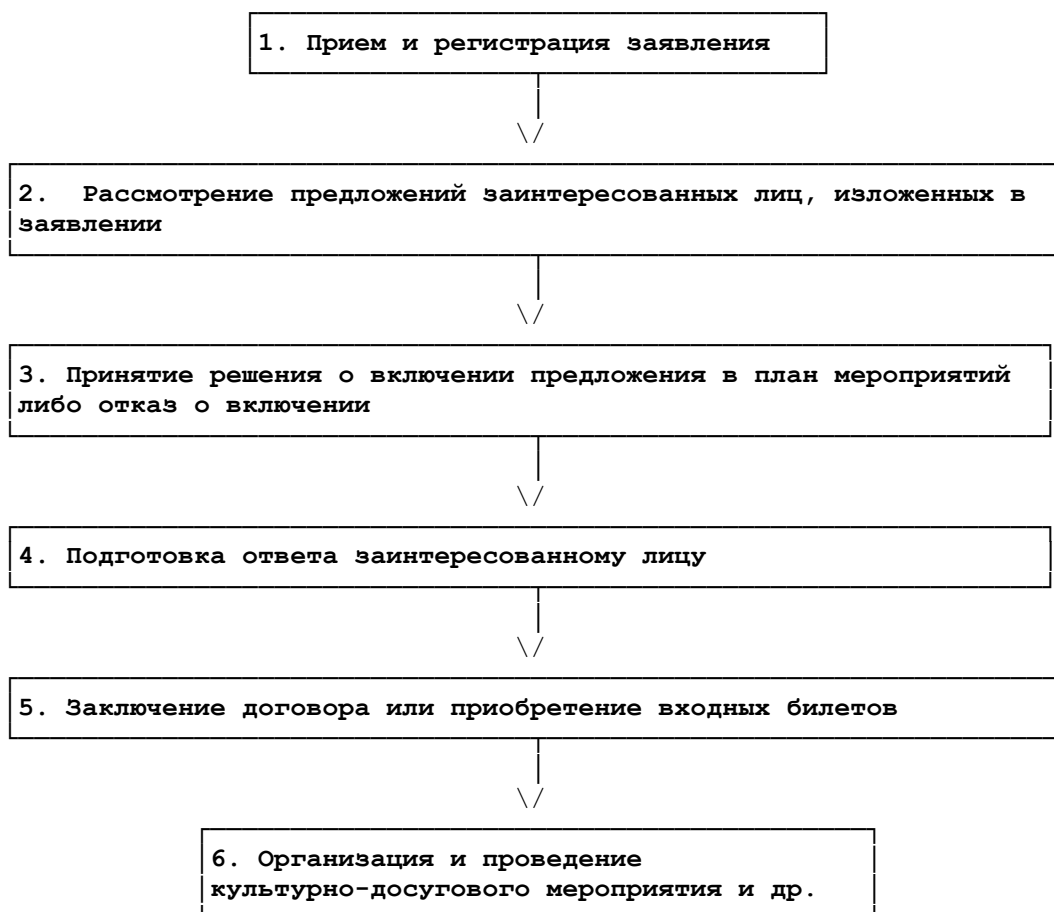 1. Прием и регистрация заявления
2. Рассмотрение предложений заинтересованных лиц, изложенных в
заявлении
3. Принятие решения о включении предложения в план мероприятий
либо отказ о включении
4. Подготовка ответа заинтересованному лицу
5. Заключение договора или приобретение входных билетов
6. Организация и проведение
культурно-досугового мероприятия и др.